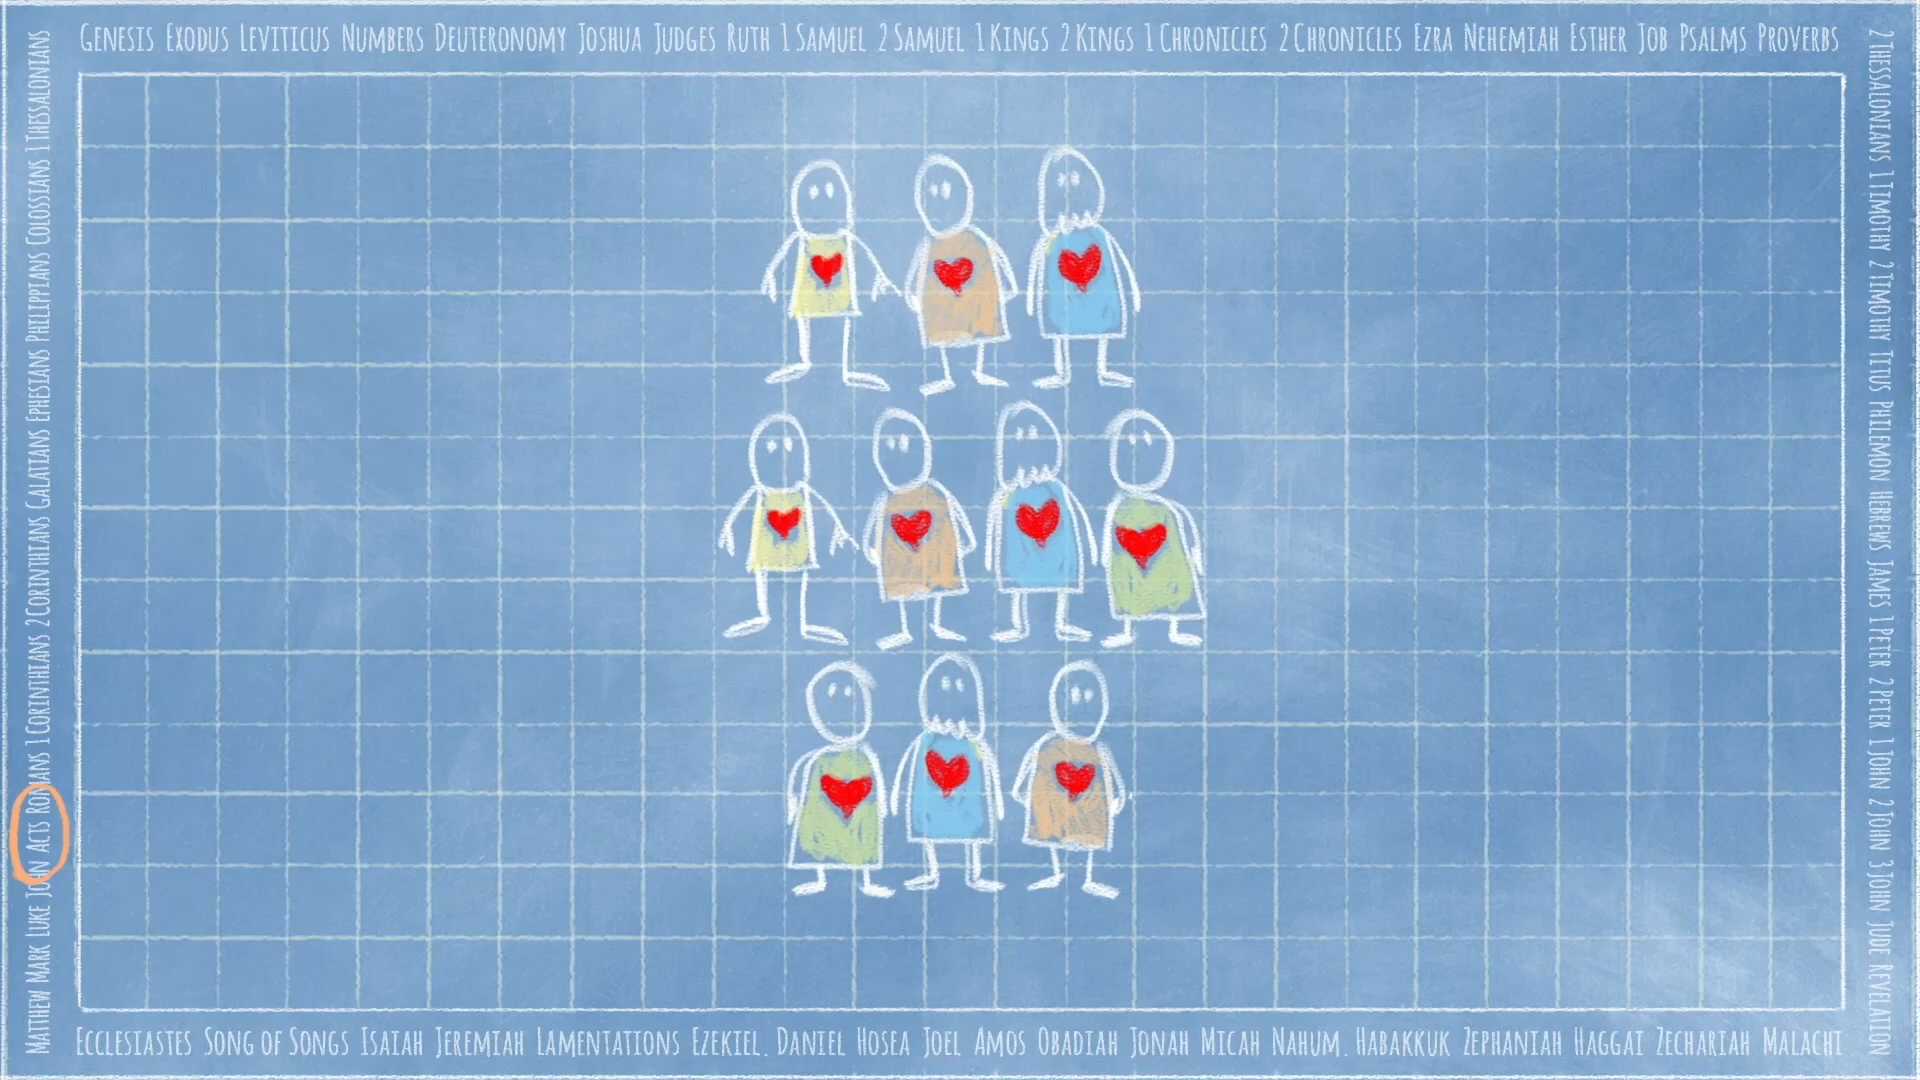 Genesis Exodus Leviticus Numbers Deuteronomy Joshua Judges Ruth 1 Samuel 2 Samuel 1 Kings 2 Kings 1 Chronicles 2 Chronicles Ezra Nehemiah Esther Job Psalms Proverbs
Matthew Mark Luke John Acts Romans 1 Corinthians 2 Corinthians Galatians Ephesians Philippians Colossians 1 Thessalonians
2 Thessalonians 1 Timothy 2 Timothy Titus Philemon Hebrews James 1 Peter 2 Peter 1 John 2 John 3 John Jude Revelation
Ecclesiastes Song of Songs Isaiah Jeremiah Lamentations Ezekiel. Daniel Hosea Joel Amos Obadiah Jonah Micah Nahum. Habakkuk Zephaniah Haggai Zechariah Malachi